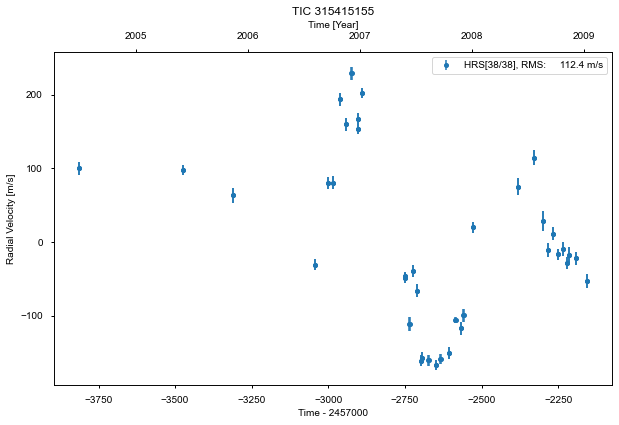 TIC 315415155
Time [Year]
2005 2006 2007 2008 2009
HRS[38/38], RMS: 112.4 m/s
Radial Velocity [m/s]
200
100
0
−100
−3750 −3500 −3250 −3000 −2750 −2500 −2250
Time - 2457000